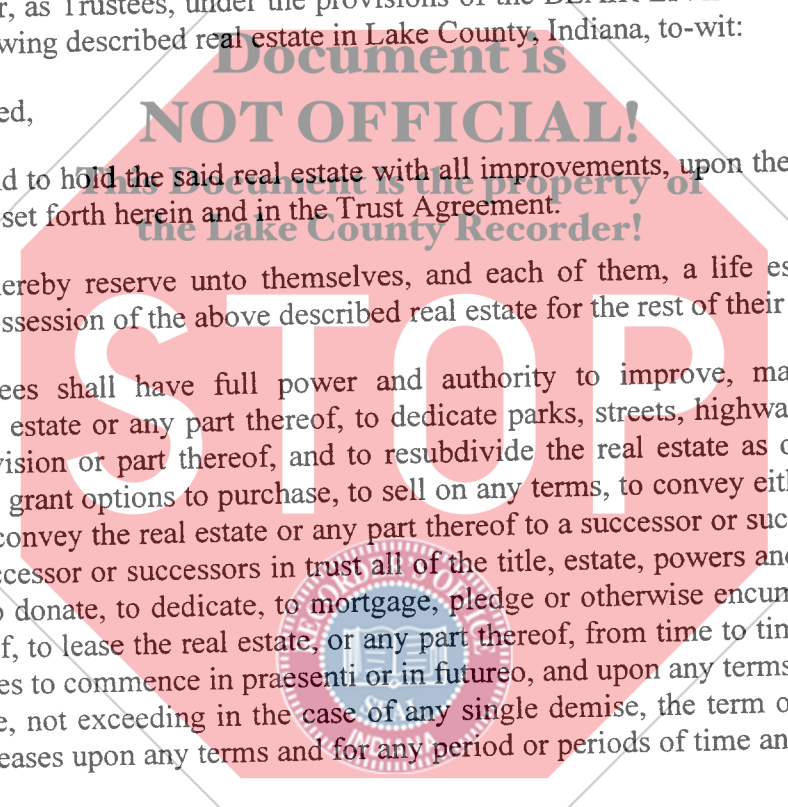 r, as Trustees, under the provisions of the
wing described real estate in Lake County, Indiana, to-wit:
Document is
ed,
NOT OFFICIAL!
d to hold the said real estate with all improvements, upon the
This Document is the property of
set forth herein and in the Trust Agreement.
the Lake County Recorder!
ereby reserve unto themselves, and each of them, a life es
ossession of the above described real estate for the rest of their
STOP
ees shall have full power and authority to improve, ma
estate or any part thereof, to dedicate parks, streets, highwa
vision or part thereof, and to resubdivide the real estate as o
grant options to purchase, to sell on any terms, to convey eit
convey the real estate or any part thereof to a successor or suc
ccessor or successors in trust all of the title, estate, powers and
o donate, to dedicate, to mortgage, pledge or otherwise encum
f, to lease the real estate, or any part thereof, from time to tim
es to commence in praesenti or in futureo, and upon any terms
e, not exceeding in the case of any single demise, the term o
eases upon any terms and for any period or periods of time an
SEAL
INDIANA